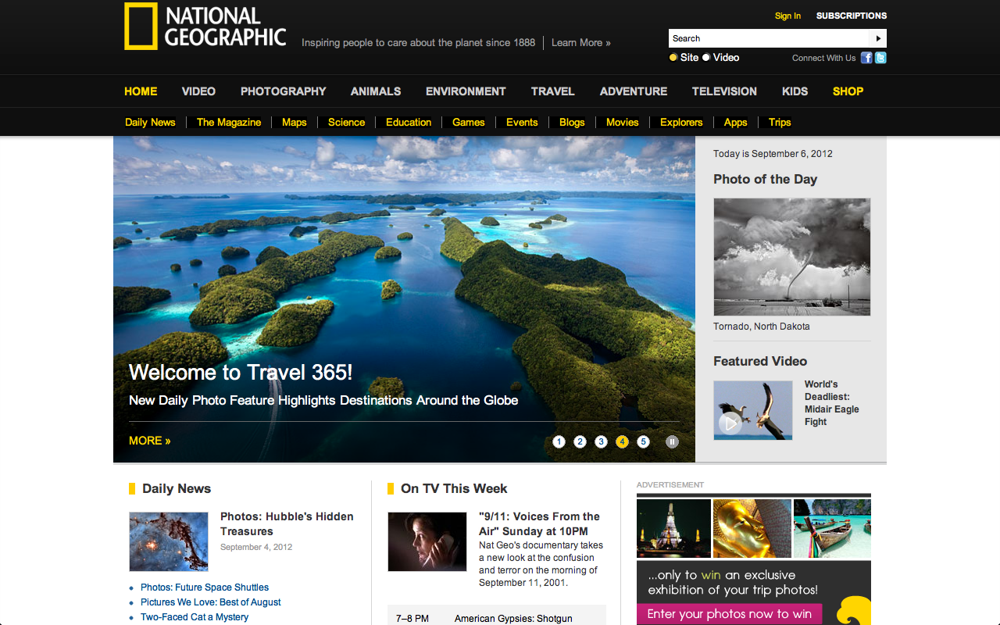 NATIONAL
GEOGRAPHIC
Inspiring people to care about the planet since 1888 Learn More »
Sign In SUBSCRIPTIONS
Search
Site Video Connect With Us
HOME VIDEO PHOTOGRAPHY ANIMALS ENVIRONMENT TRAVEL ADVENTURE TELEVISION KIDS SHOP
Daily News The Magazine Maps Science Education Games Events Blogs Movies Explorers Apps Trips
Welcome to Travel 365!
New Daily Photo Feature Highlights Destinations Around the Globe
MORE »
1 2 3 4 5
Today is September 6, 2012
Photo of the Day
Tornado, North Dakota
Featured Video
World's
Deadliest:
Midair Eagle
Fight
Daily News
Photos: Hubble's Hidden
Treasures
September 4, 2012
Photos: Future Space Shuttles
Pictures We Love: Best of August
Two-Faced Cat a Mystery
On TV This Week
"9/11: Voices From the
Air" Sunday at 10PM
Nat Geo's documentary takes
a new look at the confusion
and terror on the morning of
September 11, 2001.
7–8 PM American Gypsies: Shotgun
ADVERTISEMENT
...only to win an exclusive
exhibition of your trip photos!
Enter your photos now to win